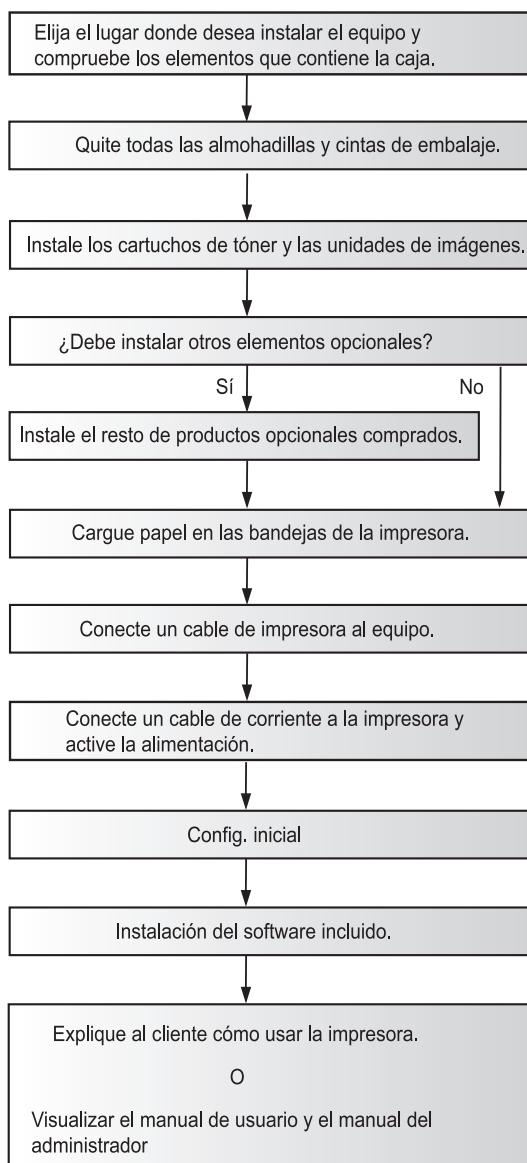 Elija el lugar donde desea instalar el equipo y
compruebe los elementos que contiene la caja.
Quite todas las almohadillas y cintas de embalaje.
Instale los cartuchos de tóner y las unidades de imágenes.
¿Debe instalar otros elementos opcionales?
Sí
No
Instale el resto de productos opcionales comprados.
Cargue papel en las bandejas de la impresora.
Conecte un cable de impresora al equipo.
Conecte un cable de corriente a la impresora y
active la alimentación.
Config. inicial
Instalación del software incluido.
Explique al cliente cómo usar la impresora.
O
Visualizar el manual de usuario y el manual del
administrador